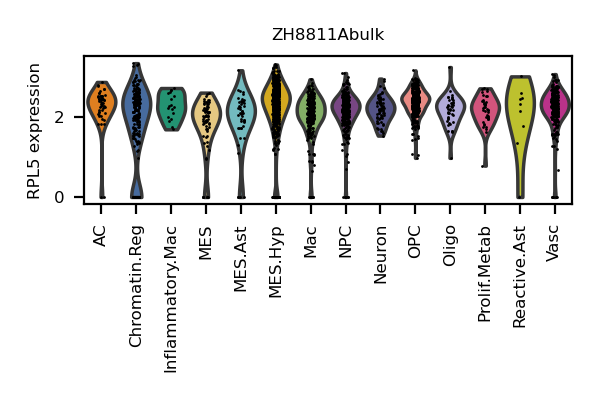 ZH8811Abulk
RPL5 expression
2
0
AC
Chromatin.Reg
Inflammatory.Mac
MES
MES.Ast
MES.Hyp
Mac
NPC
Neuron
OPC
Oligo
Prolif.Metab
Reactive.Ast
Vasc